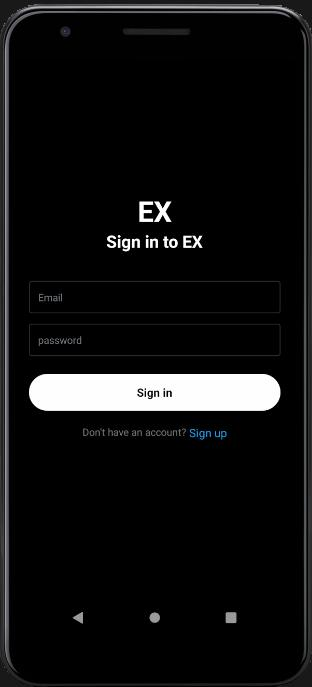 EX
Sign in to EX
Email
password
Sign in
Don't have an account? Sign up